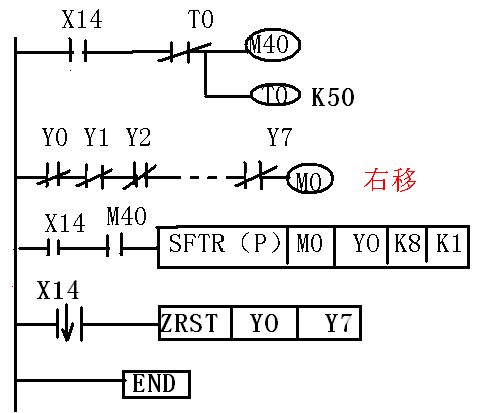 X14 T0
M40
T0 K50
Y0 Y1 Y2 Y7
M0 右移
X14 M40
SFTR（P） M0 Y0 K8 K1
X14
ZRST Y0 Y7
END